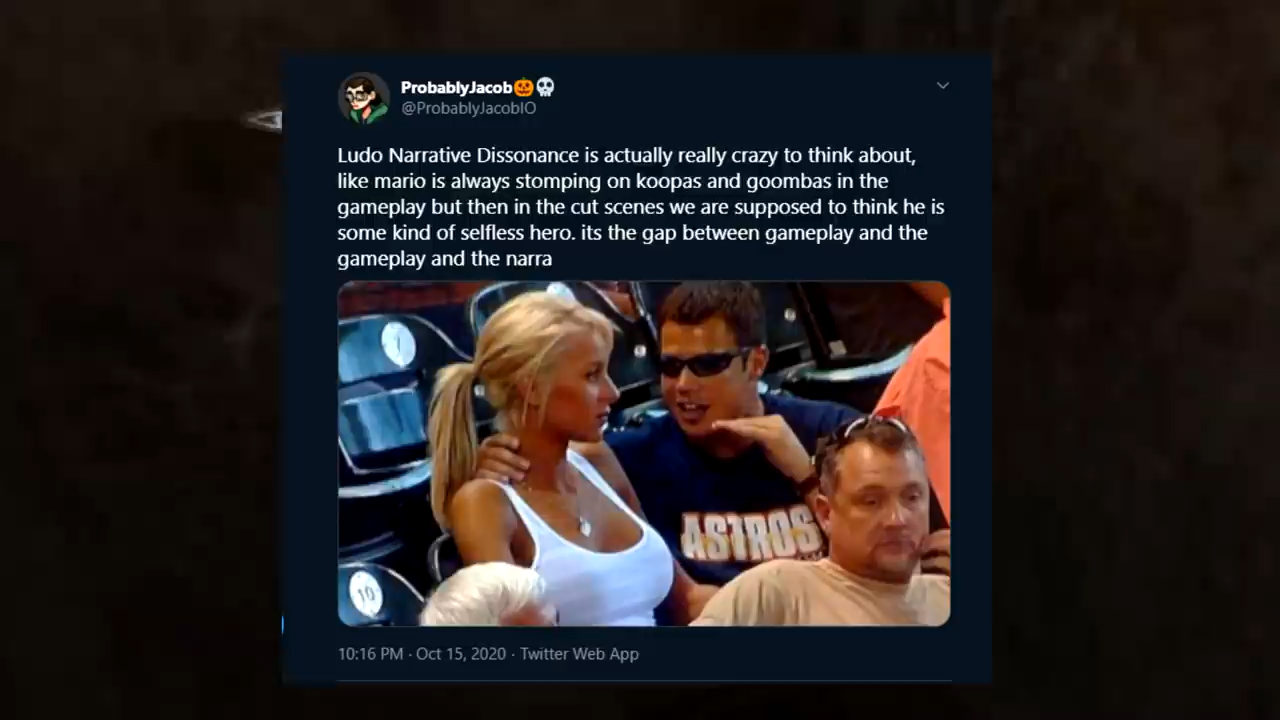 ProbablyJacob🎃💀
@ProbablyJacobIO
Ludo Narrative Dissonance is actually really crazy to think about,
like mario is always stomping on koopas and goombas in the
gameplay but then in the cut scenes we are supposed to think he is
some kind of selfless hero. its the gap between gameplay and the
gameplay and the narra
7
ASTROS
10
10:16 PM · Oct 15, 2020 · Twitter Web App